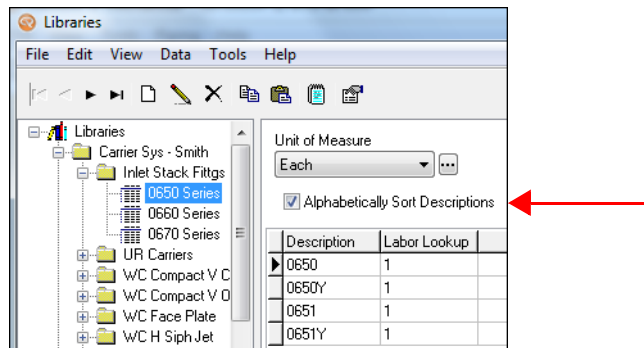 Libraries
File Edit View Data Tools Help
Libraries
Carrier Sys - Smith
Inlet Stack Fittgs
0650 Series
0660 Series
0670 Series
UR Carriers
WC Compact V C
WC Compact V O
WC Face Plate
WC H Siph Jet
Unit of Measure
Each
Alphabetically Sort Descriptions
Description Labor Lookup
0650 1
0650Y 1
0651 1
0651Y 1